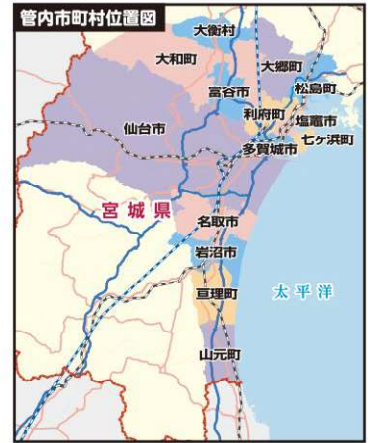 管内市町村位置図
大衡村
大和町
大郷町
富谷市
松島町
利府町
塩竈市
仙台市
七ヶ浜町
多賀城市
宮城県
名取市
岩沼市
亘理町
太平洋
山元町